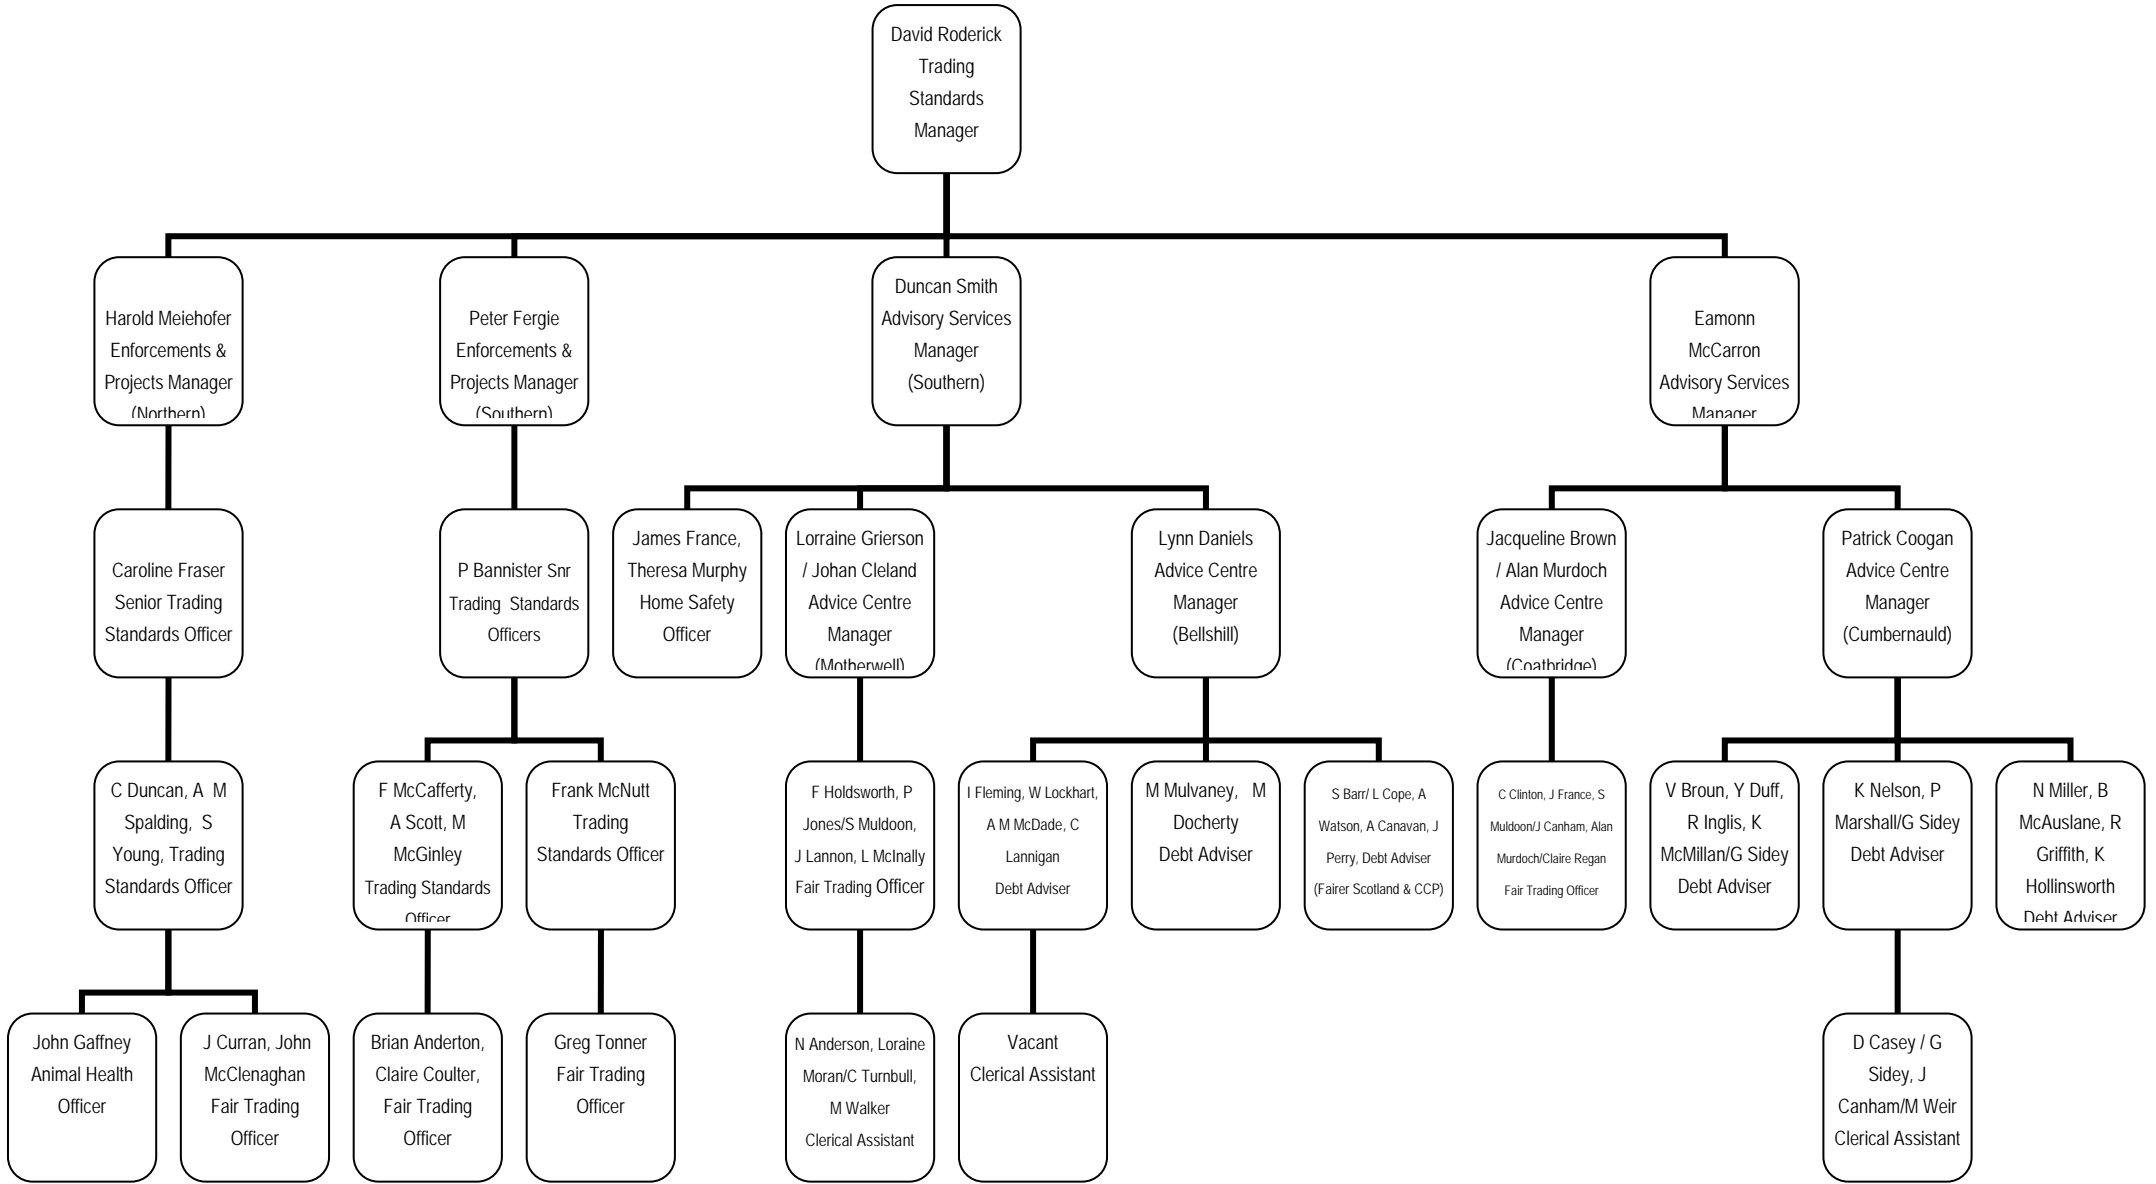 David Roderick
Trading
Standards
Manager
Harold Meiehofer
Enforcements &
Projects Manager
(Northern)
Peter Fergie
Enforcements &
Projects Manager
(Southern)
Duncan Smith
Advisory Services
Manager
(Southern)
Eamonn
McCarron
Advisory Services
Manager
Caroline Fraser
Senior Trading
Standards Officer
P Bannister Snr
Trading Standards
Officers
James France,
Theresa Murphy
Home Safety
Officer
Lorraine Grierson
/ Johan Cleland
Advice Centre
Manager
(Motherwell)
Lynn Daniels
Advice Centre
Manager
(Bellshill)
Jacqueline Brown
/ Alan Murdoch
Advice Centre
Manager
(Coatbridge)
Patrick Coogan
Advice Centre
Manager
(Cumbernauld)
C Duncan, A M
Spalding, S
Young, Trading
Standards Officer
F McCafferty,
A Scott, M
McGinley
Trading Standards
Officer
Frank McNutt
Trading
Standards Officer
F Holdsworth, P
Jones/S Muldoon,
J Lannon, L McInally
Fair Trading Officer
I Fleming, W Lockhart,
A M McDade, C
Lannigan
Debt Adviser
M Mulvaney, M
Docherty
Debt Adviser
S Barr/ L Cope, A
Watson, A Canavan, J
Perry, Debt Adviser
(Fairer Scotland & CCP)
C Clinton, J France, S
Muldoon/J Canham, Alan
Murdoch/Claire Regan
Fair Trading Officer
V Broun, Y Duff,
R Inglis, K
McMillan/G Sidey
Debt Adviser
K Nelson, P
Marshall/G Sidey
Debt Adviser
N Miller, B
McAuslane, R
Griffith, K
Hollinsworth
Debt Adviser
John Gaffney
Animal Health
Officer
J Curran, John
McClenaghan
Fair Trading
Officer
Brian Anderton,
Claire Coulter,
Fair Trading
Officer
Greg Tonner
Fair Trading
Officer
N Anderson, Loraine
Moran/C Turnbull,
M Walker
Clerical Assistant
Vacant
Clerical Assistant
D Casey / G
Sidey, J
Canham/M Weir
Clerical Assistant